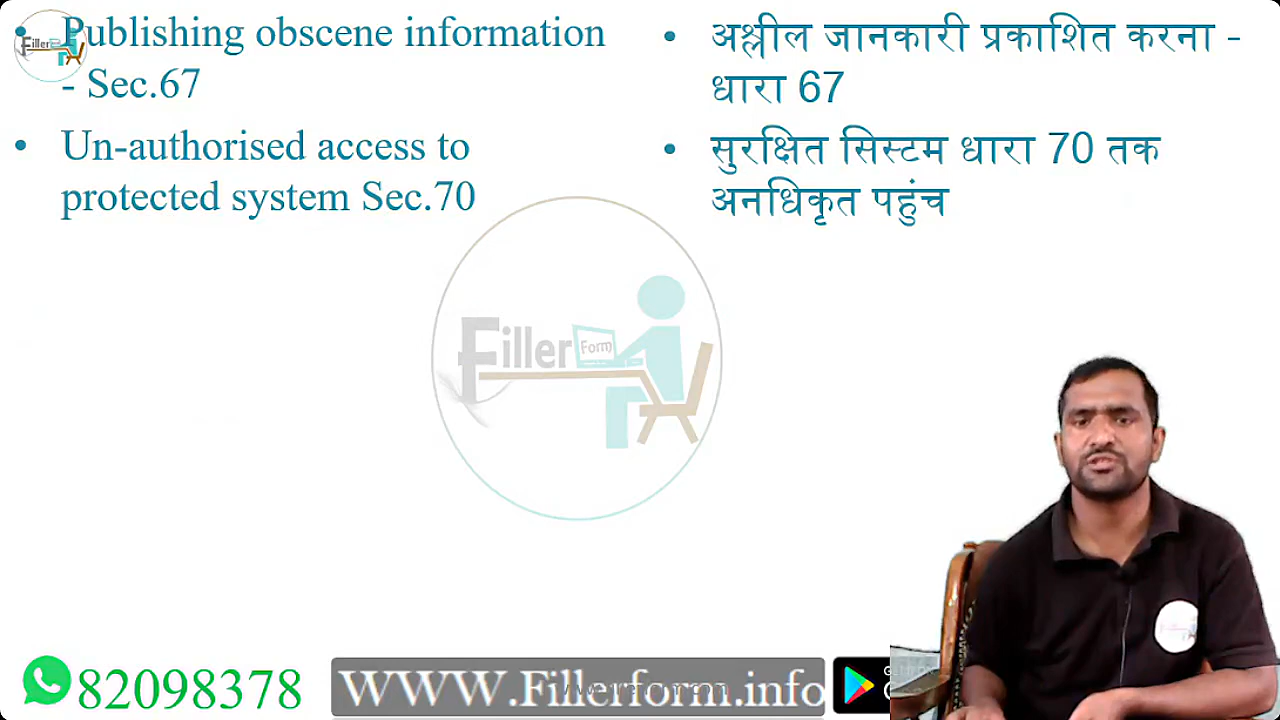 Publishing obscene information
- Sec.67
Un-authorised access to
protected system Sec.70
अश्लील जानकारी प्रकाशित करना -
धारा 67
सुरक्षित सिस्टम धारा 70 तक
अनधिकृत पहुंच
Filler
Form
82098378
WWW.Fillerform.info